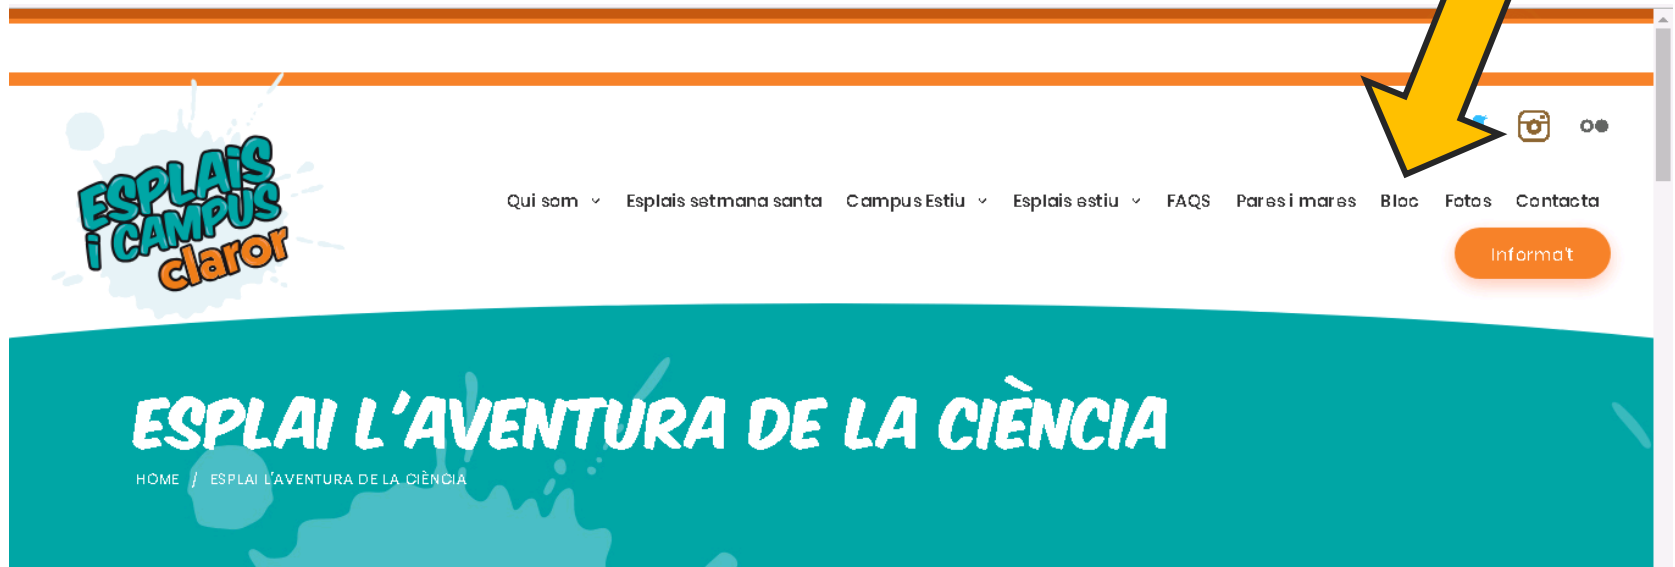 ESPLAIS
i CAMPUS
claror
Qui som Esplais setmana santa Campus Estiu Esplais estiu FAQS Pares i mares Bloc Fotos Contacta
Informa't
ESPLAI L'AVENTURA DE LA CIÈNCIA
HOME / ESPLAI L'AVENTURA DE LA CIÈNCIA